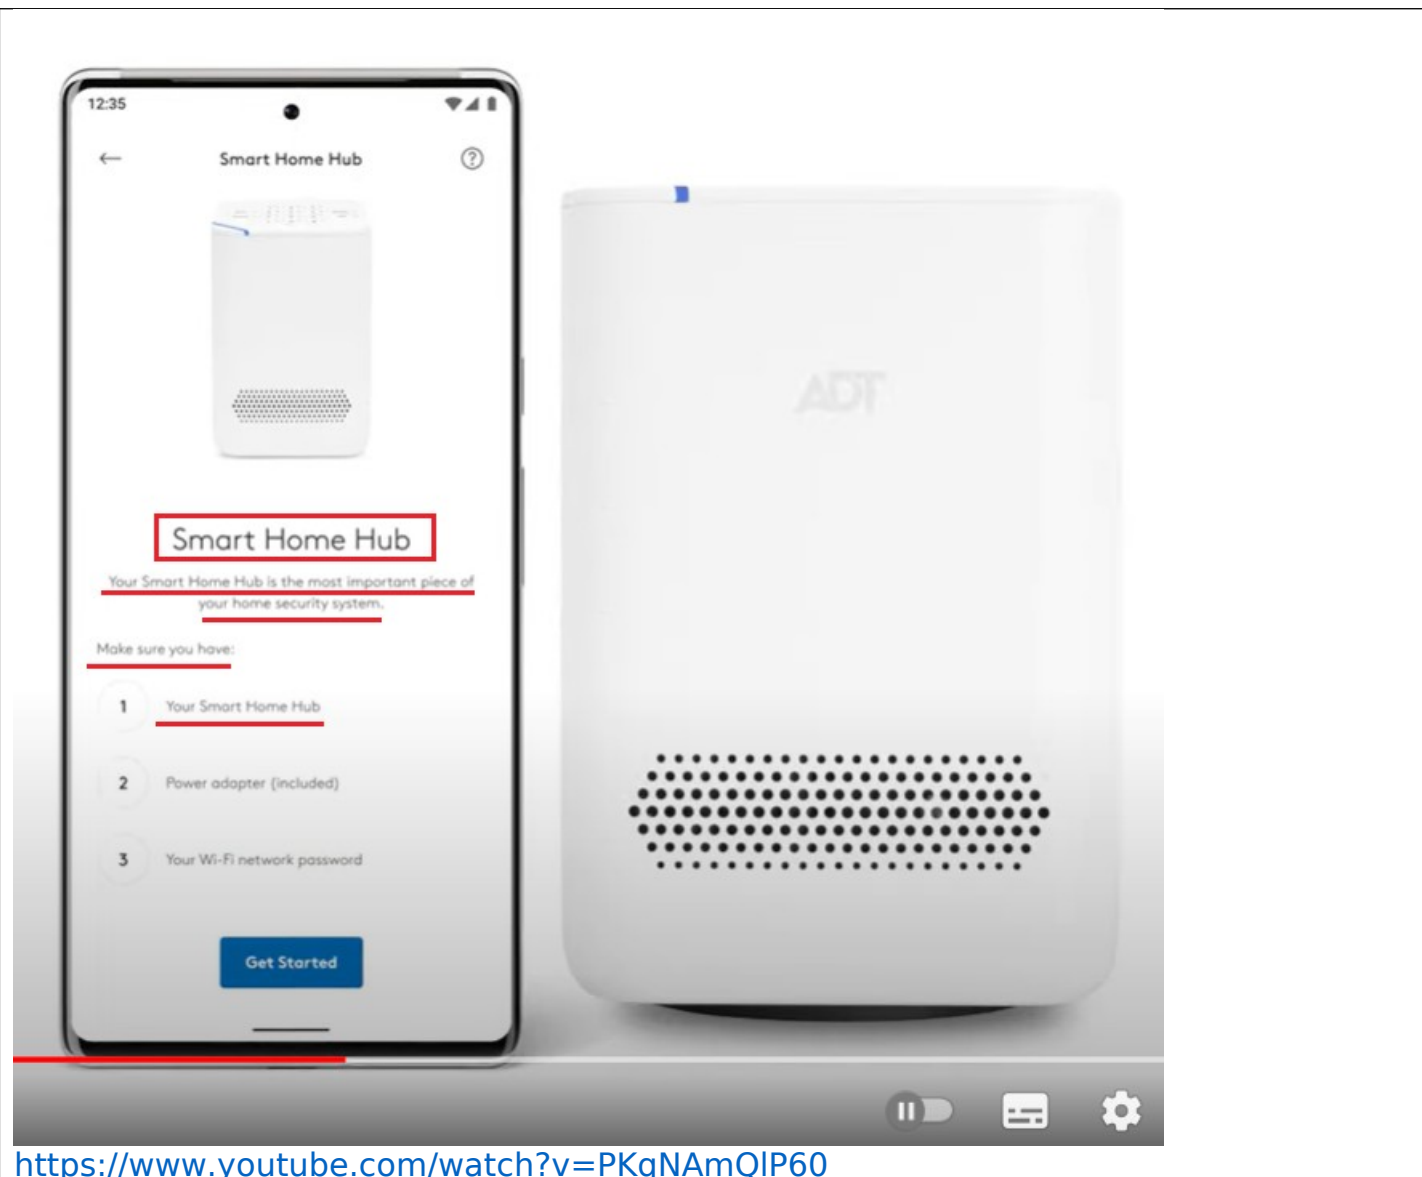 12:35
Smart Home Hub
ADT
Smart Home Hub
Your Smart Home Hub is the most important piece of
your home security system.
Make sure you have:
1 Your Smart Home Hub
2 Power adapter (included)
3 Your Wi-Fi network password
Get Started
https://www.youtube.com/watch?v=PKgNAmQlP60